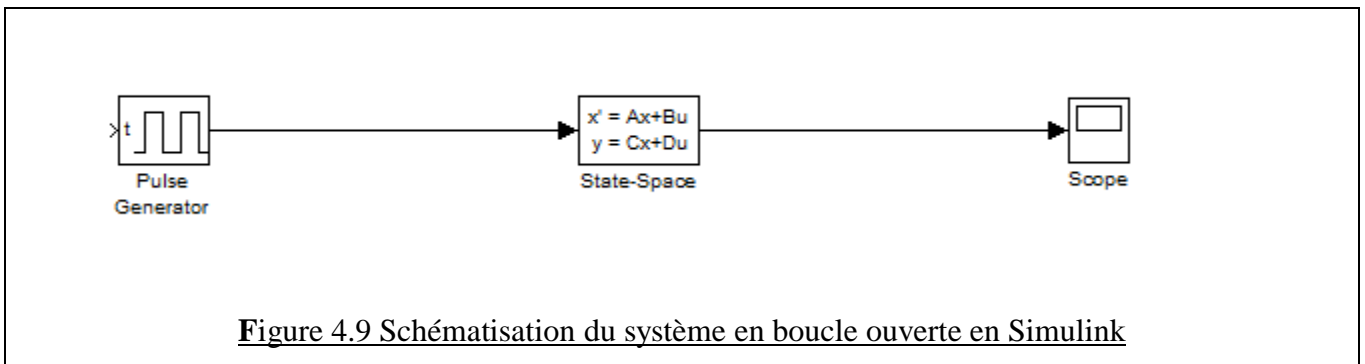 t
x' = Ax+Bu
y = Cx+Du
Pulse
Generator
State-Space
Scope
Figure 4.9 Schématisation du système en boucle ouverte en Simulink